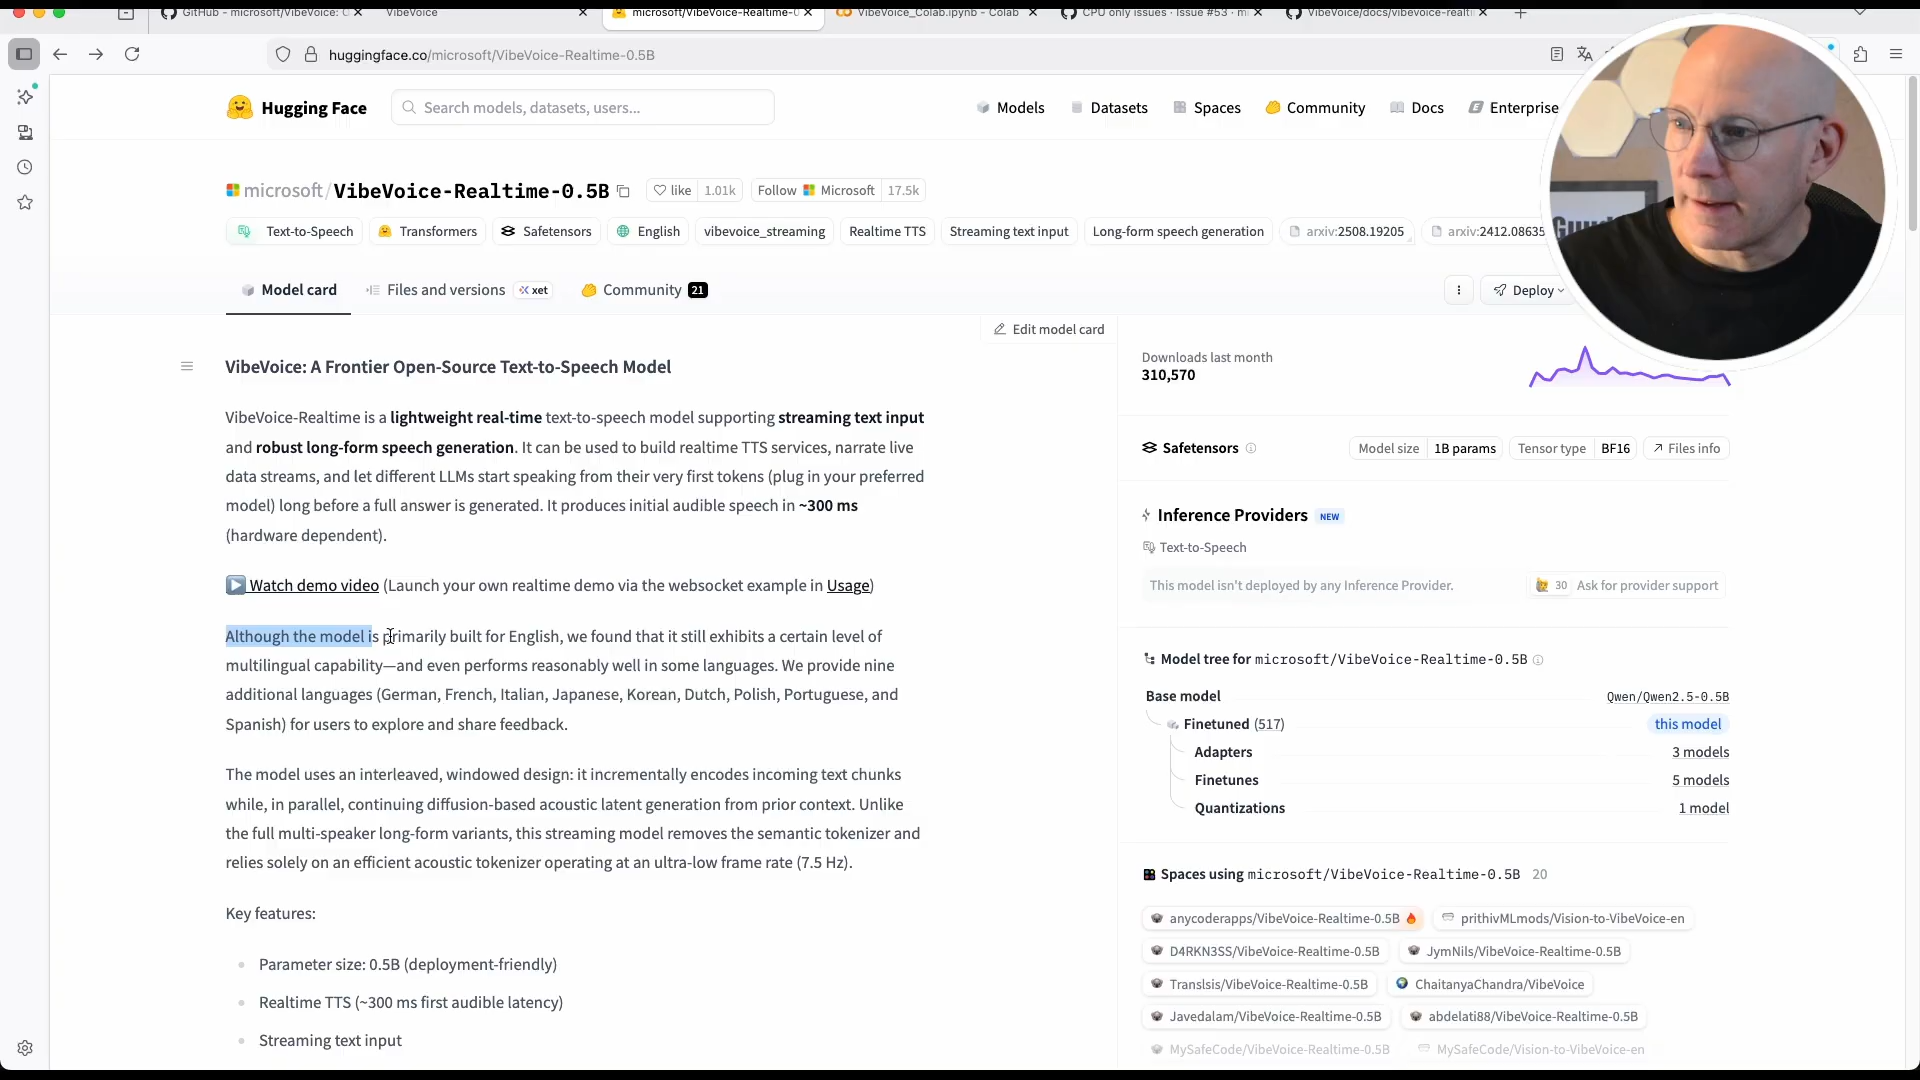 GitHub - microsoft/VibeVoice: O
VibeVoice
microsoft/VibeVoice-Realtime-0
VibeVoice_Colab.ipynb - Colab
CPU only issues · Issue #53 · mi
VibeVoice/docs/vibevoice-realti
huggingface.co/microsoft/VibeVoice-Realtime-0.5B
Hugging Face
Search models, datasets, users...
Models
Datasets
Spaces
Community
Docs
Enterprise
microsoft/VibeVoice-Realtime-0.5B
like 1.01k
Follow Microsoft 17.5k
Text-to-Speech
Transformers
Safetensors
English
vibevoice_streaming
Realtime TTS
Streaming text input
Long-form speech generation
arxiv:2508.19205
arxiv:2412.08635
Model card
Files and versions xet
Community 21
Deploy
Edit model card
VibeVoice: A Frontier Open-Source Text-to-Speech Model
VibeVoice-Realtime is a lightweight real-time text-to-speech model supporting streaming text input
and robust long-form speech generation. It can be used to build realtime TTS services, narrate live
data streams, and let different LLMs start speaking from their very first tokens (plug in your preferred
model) long before a full answer is generated. It produces initial audible speech in ~300 ms
(hardware dependent).
Watch demo video (Launch your own realtime demo via the websocket example in Usage)
Although the model is primarily built for English, we found that it still exhibits a certain level of
multilingual capability—and even performs reasonably well in some languages. We provide nine
additional languages (German, French, Italian, Japanese, Korean, Dutch, Polish, Portuguese, and
Spanish) for users to explore and share feedback.
The model uses an interleaved, windowed design: it incrementally encodes incoming text chunks
while, in parallel, continuing diffusion-based acoustic latent generation from prior context. Unlike
the full multi-speaker long-form variants, this streaming model removes the semantic tokenizer and
relies solely on an efficient acoustic tokenizer operating at an ultra-low frame rate (7.5 Hz).
Key features:
Parameter size: 0.5B (deployment-friendly)
Realtime TTS (~300 ms first audible latency)
Streaming text input
Downloads last month
310,570
Safetensors
Model size 1B params
Tensor type BF16
Files info
Inference Providers NEW
Text-to-Speech
This model isn't deployed by any Inference Provider.
30 Ask for provider support
Model tree for microsoft/VibeVoice-Realtime-0.5B
Base model Qwen/Qwen2.5-0.5B
Finetuned (517) this model
Adapters 3 models
Finetunes 5 models
Quantizations 1 model
Spaces using microsoft/VibeVoice-Realtime-0.5B 20
anycoderapps/VibeVoice-Realtime-0.5B
prithivMLmods/Vision-to-VibeVoice-en
D4RKN3SS/VibeVoice-Realtime-0.5B
JymNils/VibeVoice-Realtime-0.5B
Translsis/VibeVoice-Realtime-0.5B
ChaitanyaChandra/VibeVoice
Javedalam/VibeVoice-Realtime-0.5B
abdelati88/VibeVoice-Realtime-0.5B
MySafeCode/VibeVoice-Realtime-0.5B
MySafeCode/Vision-to-VibeVoice-en